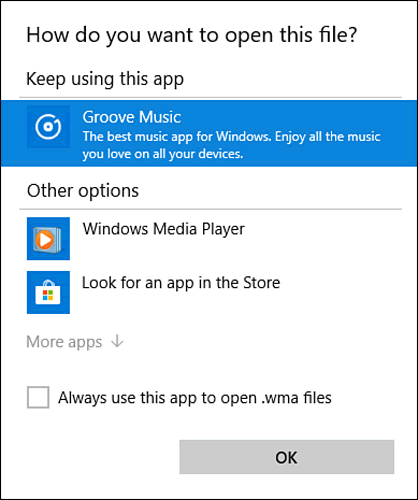 How do you want to open this file?
Keep using this app
Groove Music
The best music app for Windows. Enjoy all the music
you love on all your devices.
Other options
Windows Media Player
Look for an app in the Store
More apps ↓
Always use this app to open .wma files
OK